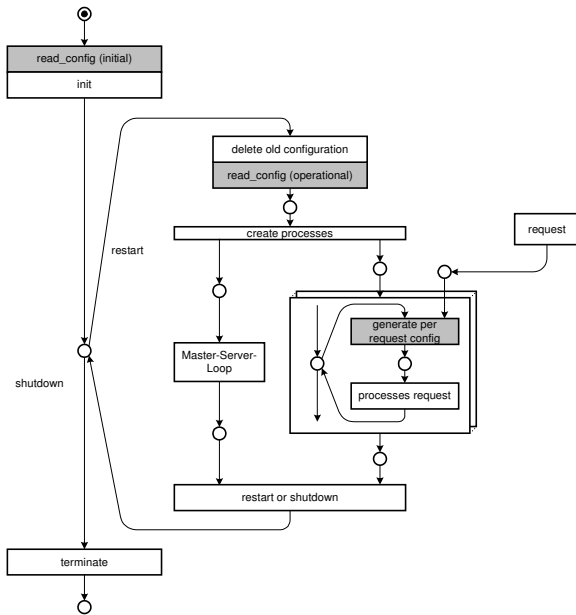 read_config (initial)
init
delete old configuration
read_config (operational)
create processes
request
restart
generate per
request config
Master-Server-
Loop
processes request
shutdown
restart or shutdown
terminate